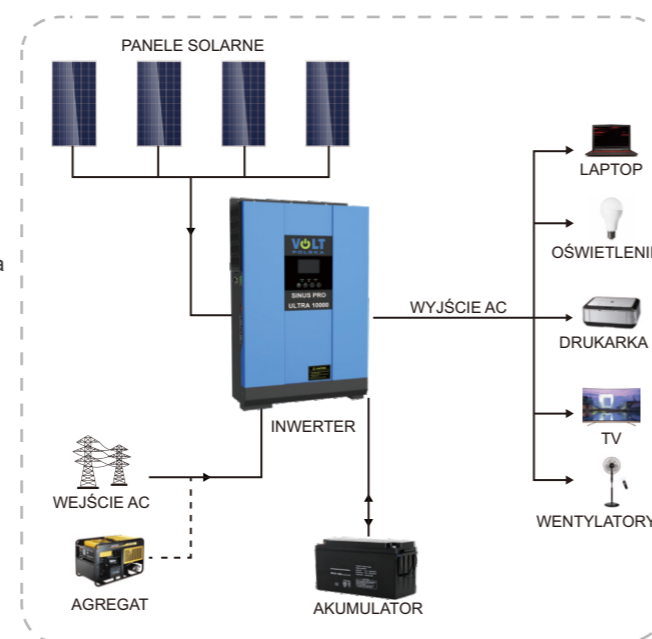 PANELE SOLARNE
VOLT
POLSKA
SINUS PRO
ULTRA 10000
INWERTER
WYJŚCIE AC
LAPTOP
OŚWIETLENI
DRUKARKA
TV
WENTYLATORY
WEJŚCIE AC
AGREGAT
AKUMULATOR
a